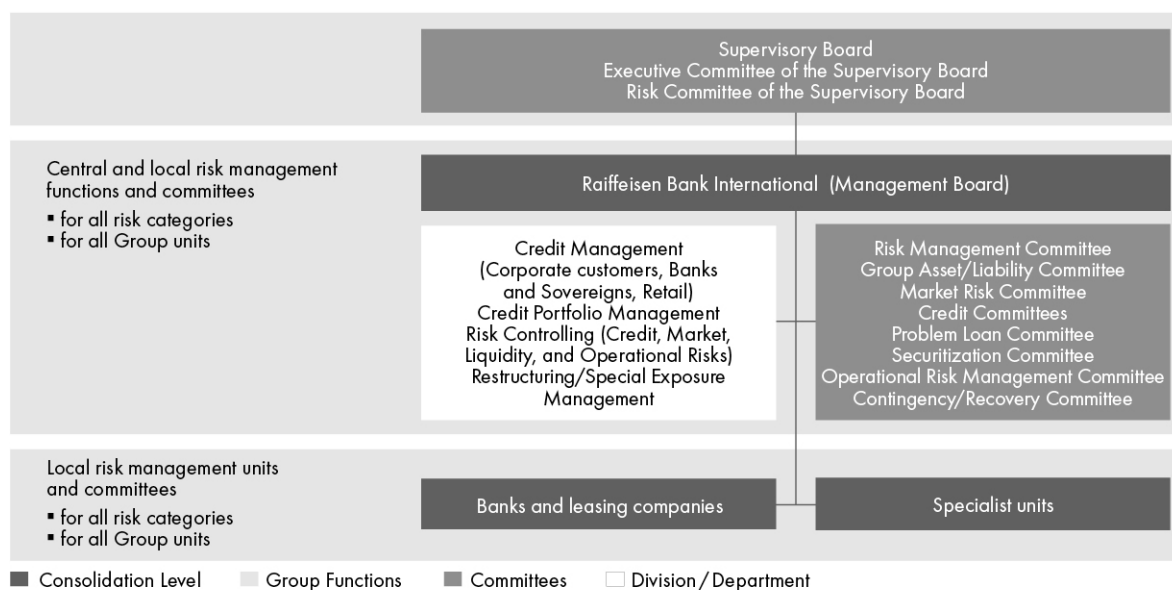 Supervisory Board
Executive Committee of the Supervisory Board
Risk Committee of the Supervisory Board
Central and local risk management
functions and committees
▪ for all risk categories
▪ for all Group units
Raiffeisen Bank International (Management Board)
Credit Management
(Corporate customers, Banks
and Sovereigns, Retail)
Credit Portfolio Management
Risk Controlling (Credit, Market,
Liquidity, and Operational Risks)
Restructuring/Special Exposure
Management
Risk Management Committee
Group Asset/Liability Committee
Market Risk Committee
Credit Committees
Problem Loan Committee
Securitization Committee
Operational Risk Management Committee
Contingency/Recovery Committee
Local risk management units
and committees
▪ for all risk categories
▪ for all Group units
Banks and leasing companies
Specialist units
Consolidation Level
Group Functions
Committees
Division/Department